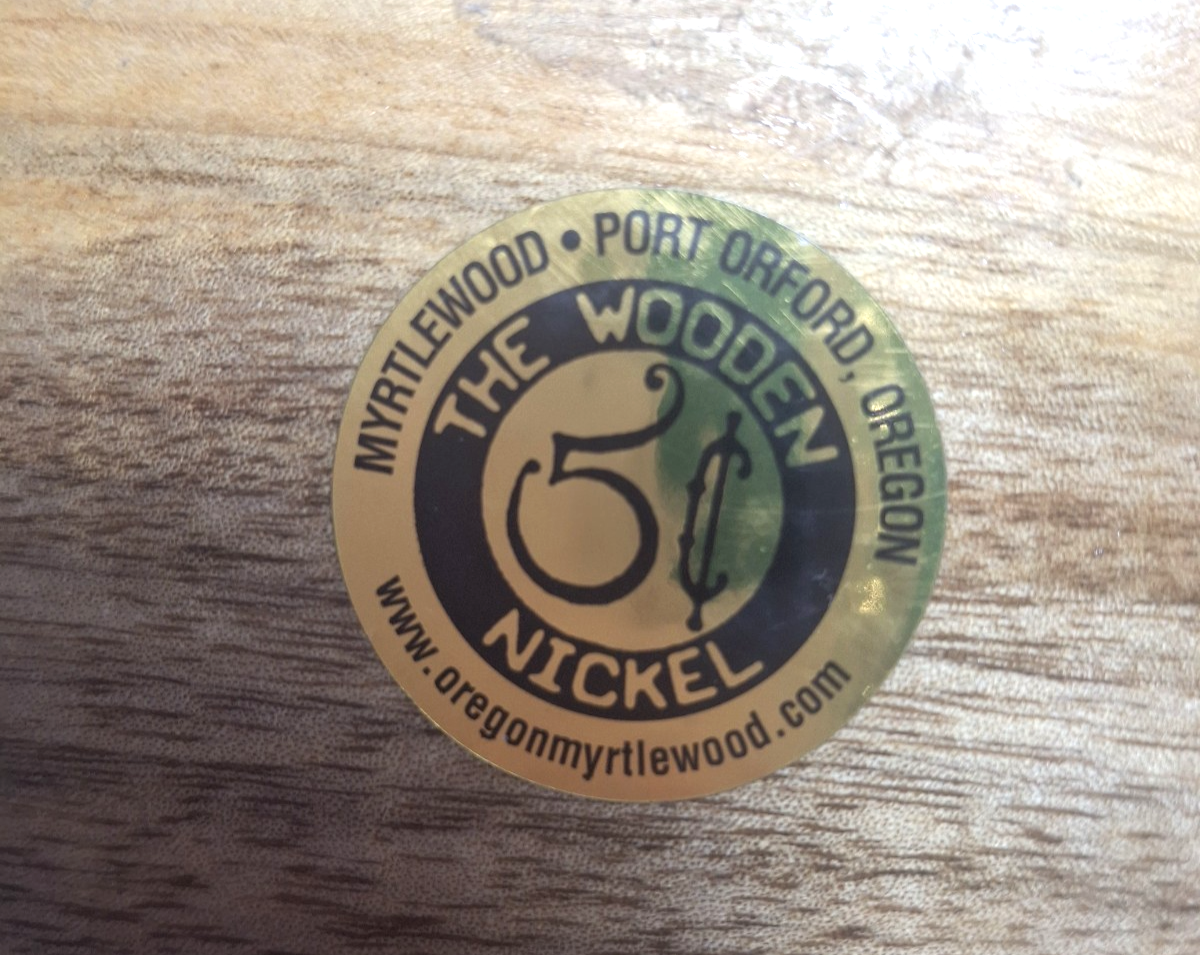 MYRTLEWOOD • PORT ORFORD, OREGON
THE WOODEN
5¢
NICKEL
www.oregonmyrtlewood.com